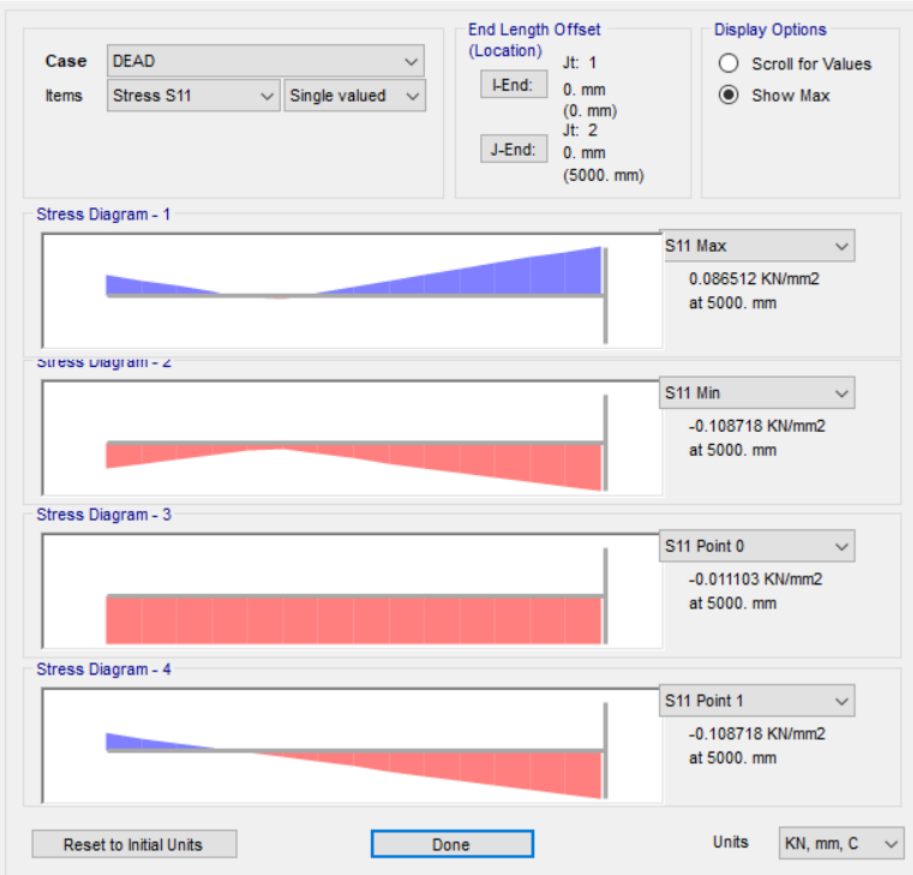 Case DEAD
Items Stress S11 Single valued
End Length Offset
(Location)
I-End:
Jt: 1
0. mm
(0. mm)
J-End:
Jt: 2
0. mm
(5000. mm)
Display Options
Scroll for Values
Show Max
Stress Diagram - 1
S11 Max
0.086512 KN/mm2
at 5000. mm
Stress Diagram - 2
S11 Min
-0.108718 KN/mm2
at 5000. mm
Stress Diagram - 3
S11 Point 0
-0.011103 KN/mm2
at 5000. mm
Stress Diagram - 4
S11 Point 1
-0.108718 KN/mm2
at 5000. mm
Reset to Initial Units
Done
Units KN, mm, C